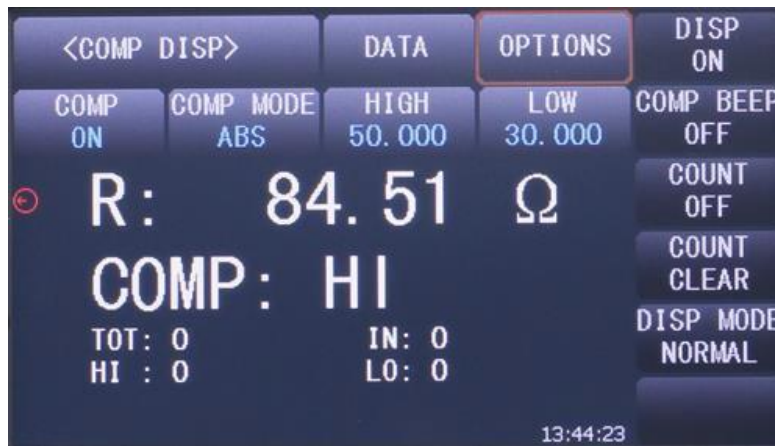 <COMP DISP> DATA OPTIONS DISP ON
COMP ON COMP MODE ABS HIGH 50.000 LOW 30.000 COMP BEEP OFF
R: 84.51 Ω
COUNT OFF
COMP: HI
COUNT CLEAR
TOT: 0 IN: 0
HI : 0 LO: 0
DISP MODE NORMAL
13:44:23